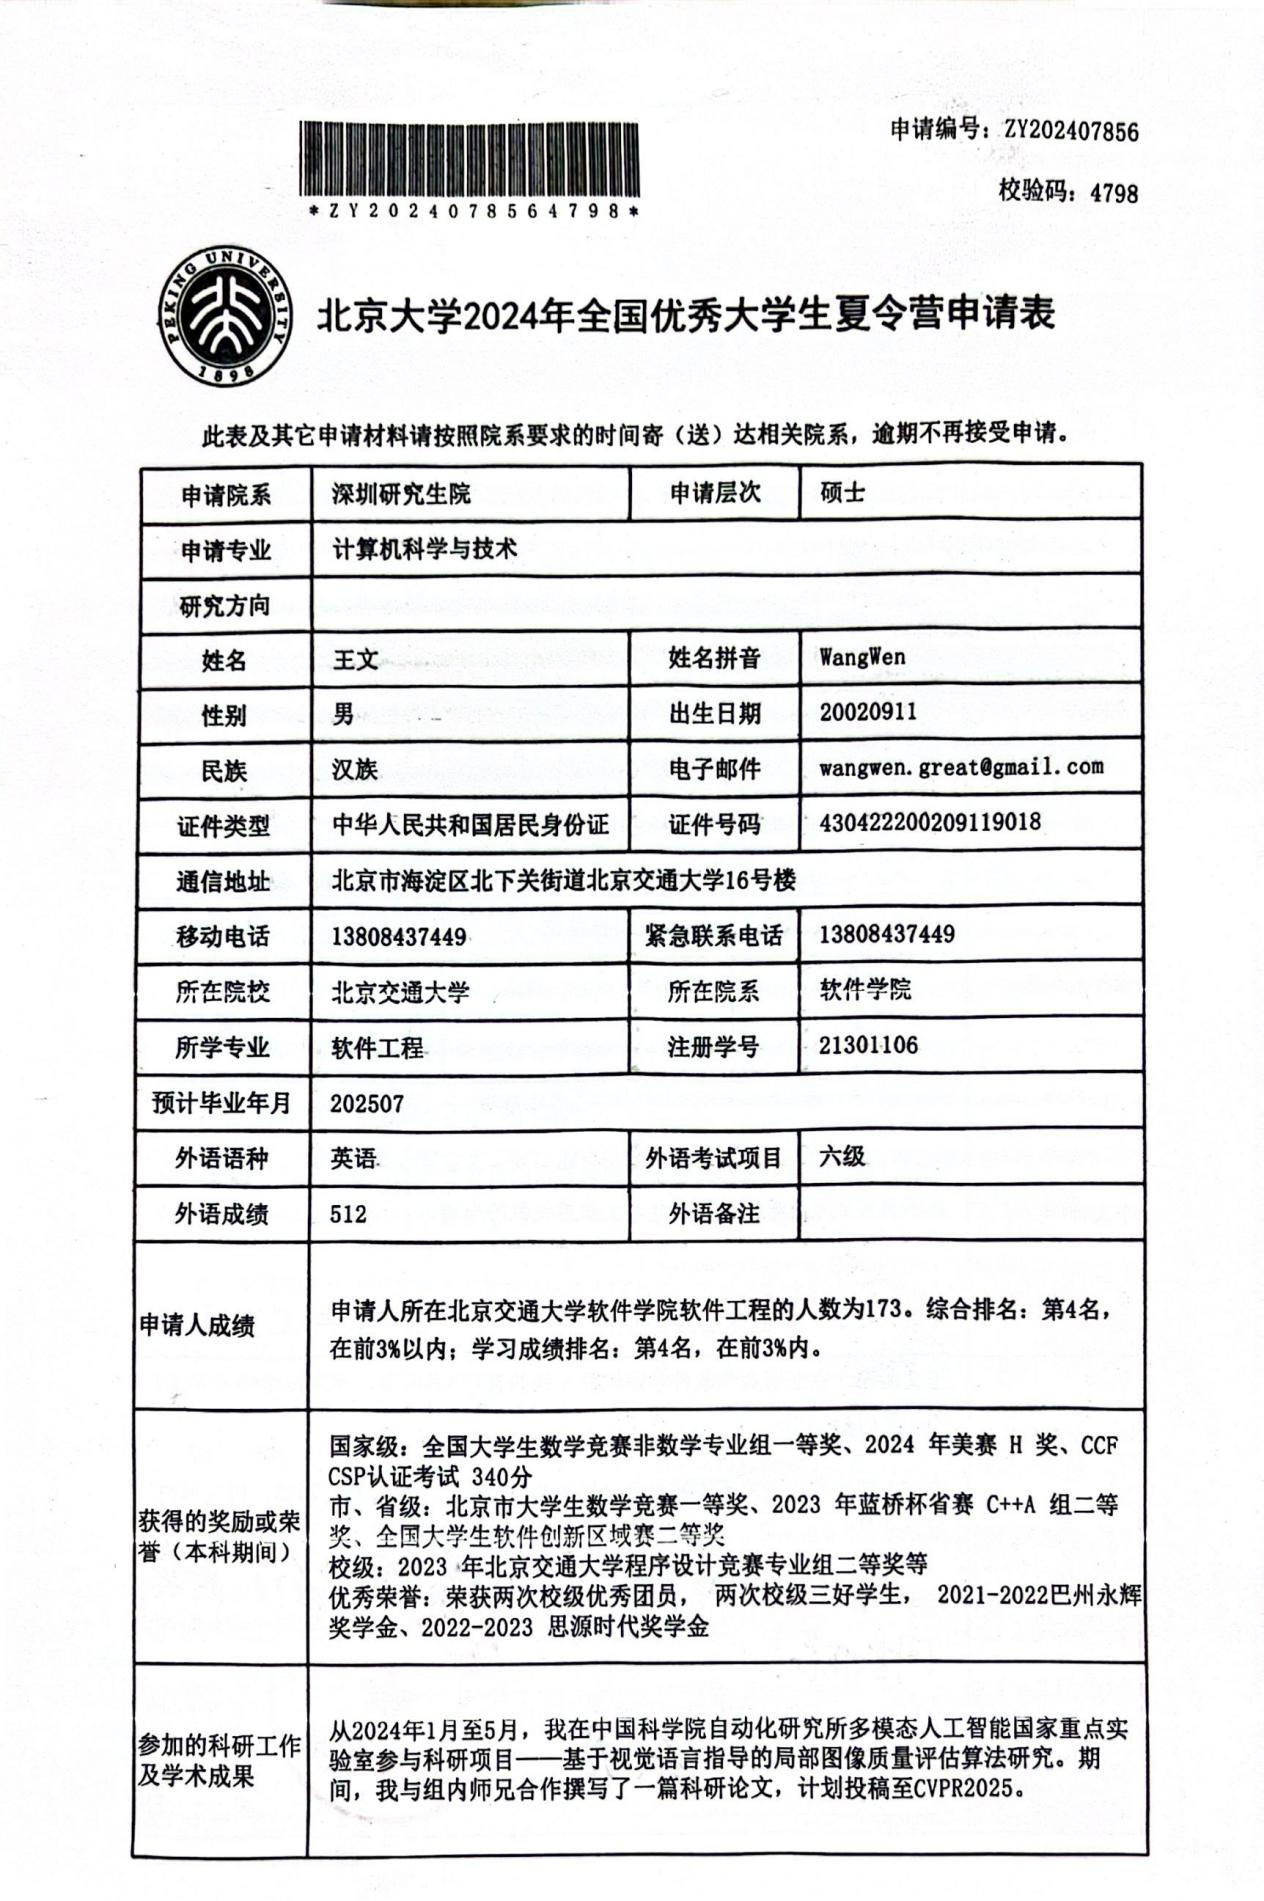 申请编号：ZY202407856
*ZY2024078564798*
校验码：4798
PEKING UNIVERSITY
1898
北京大学2024年全国优秀大学生夏令营申请表
此表及其它申请材料请按照院系要求的时间寄（送）达相关院系，逾期不再接受申请。
申请院系 深圳研究生院 申请层次 硕士
申请专业 计算机科学与技术
研究方向
姓名 王文 姓名拼音 WangWen
性别 男 出生日期 20020911
民族 汉族 电子邮件 wangwen.great@gmail.com
证件类型 中华人民共和国居民身份证 证件号码 430422200209119018
通信地址 北京市海淀区北下关街道北京交通大学16号楼
移动电话 13808437449 紧急联系电话 13808437449
所在院校 北京交通大学 所在院系 软件学院
所学专业 软件工程 注册学号 21301106
预计毕业年月 202507
外语语种 英语 外语考试项目 六级
外语成绩 512 外语备注
申请人成绩
申请人所在北京交通大学软件学院软件工程的人数为173。综合排名：第4名，
在前3%以内；学习成绩排名：第4名，在前3%内。
获得的奖励或荣
誉（本科期间）
国家级：全国大学生数学竞赛非数学专业组一等奖、2024 年美赛 H 奖、CCF
CSP认证考试 340分
市、省级：北京市大学生数学竞赛一等奖、2023 年蓝桥杯省赛 C++A 组二等
奖、全国大学生软件创新区域赛二等奖
校级：2023 年北京交通大学程序设计竞赛专业组二等奖等
优秀荣誉：荣获两次校级优秀团员， 两次校级三好学生， 2021-2022巴州永辉
奖学金、2022-2023 思源时代奖学金
参加的科研工作
及学术成果
从2024年1月至5月，我在中国科学院自动化研究所多模态人工智能国家重点实
验室参与科研项目——基于视觉语言指导的局部图像质量评估算法研究。期
间，我与组内师兄合作撰写了一篇科研论文，计划投稿至CVPR2025。